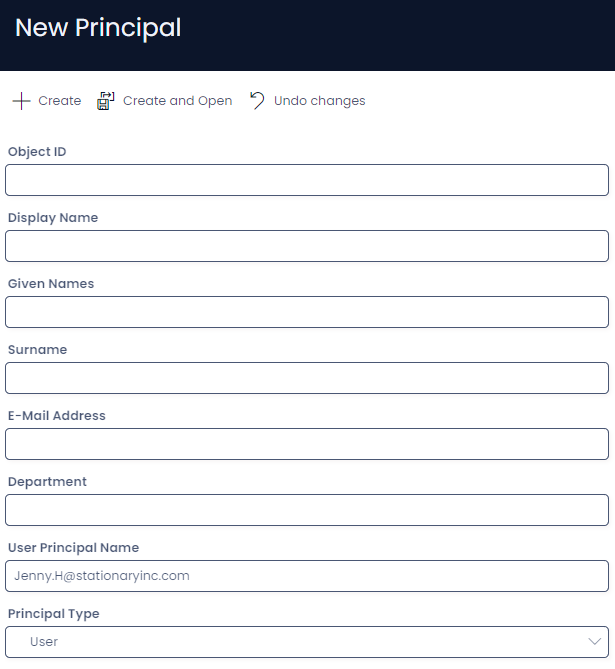 New Principal
Create Create and Open Undo changes
Object ID
Display Name
Given Names
Surname
E-Mail Address
Department
User Principal Name
Jenny.H@stationaryinc.com
Principal Type
User